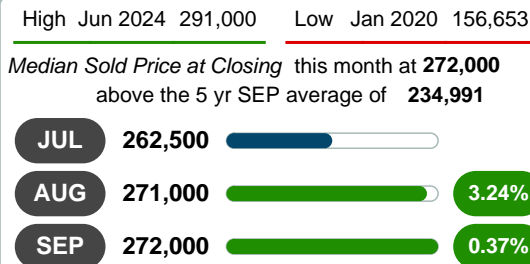 High Jun 2024 291,000 Low Jan 2020 156,653
Median Sold Price at Closing this month at 272,000
above the 5 yr SEP average of 234,991
JUL 262,500
AUG 271,000 3.24%
SEP 272,000 0.37%